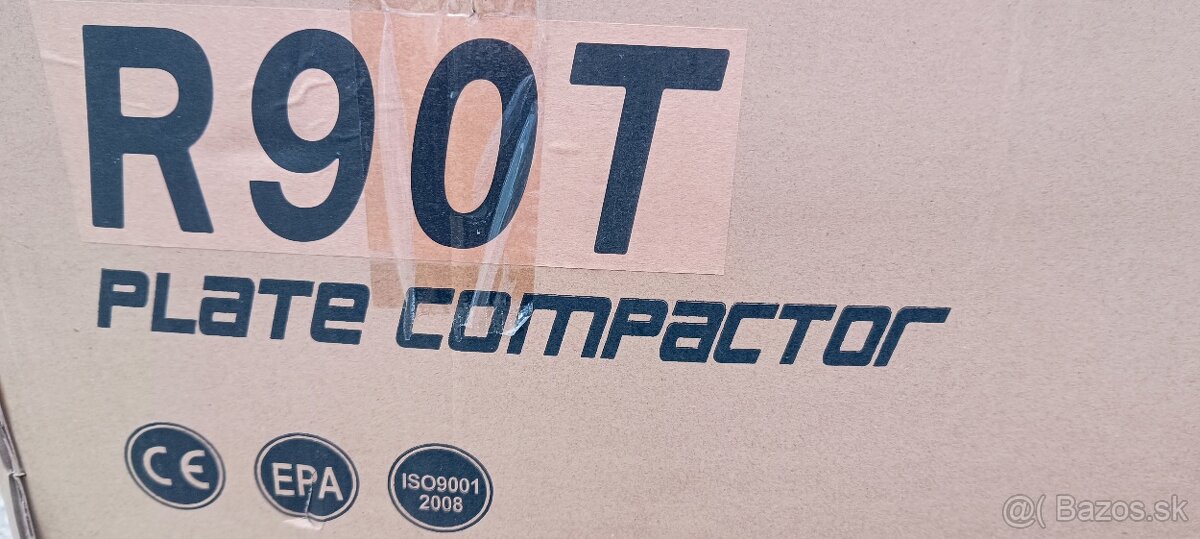 R90T
PLATE COMPACTOR
CE
EPA
ISO9001
2008
@( Bazos.sk